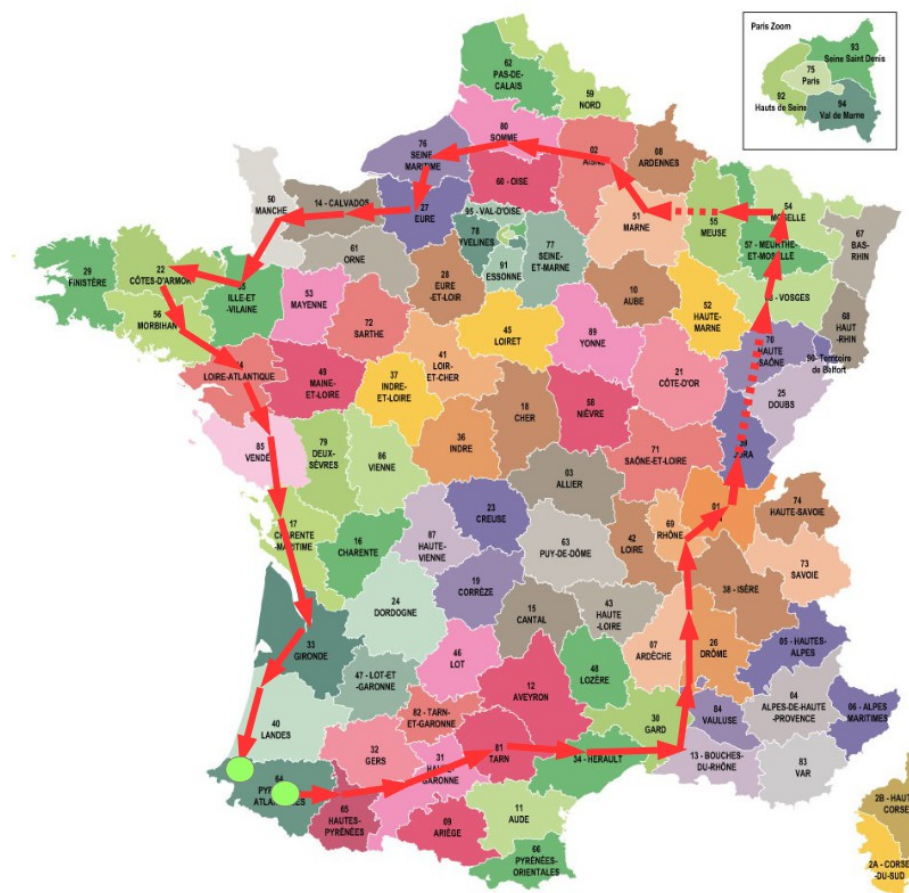 Paris Zoom
93
Seine Saint Denis
75
Paris
92
Hauts de Seine
94
Val de Marne
62
PAS-DE-
CALAIS
59
NORD
80
SOMME
76
SEINE
MARITIME
02
AISNE
08
ARDENNES
60 - OISE
50
MANCHE
14 - CALVADOS
27
EURE
95 - VAL-D'OISE
78
YVELINES
91
ESSONNE
77
SEINE-
ET-MARNE
51
MARNE
55
MEUSE
54
MOSELLE
57 - MEURTHE-
ET-MOSELLE
67
BAS-
RHIN
61
ORNE
29
FINISTÈRE
22
CÔTES-D'ARMOR
ILLE-ET
-VILAINE
56
MORBIHAN
53
MAYENNE
28
EURE
-ET-LOIR
10
AUBE
52
HAUTE-
MARNE
- VOSGES
68
HAUT
-RHIN
72
SARTHE
45
LOIRET
89
YONNE
70
HAUTE
SAÔNE
90- Territoire
de Belfort
LOIRE-ATLANTIQUE
49
MAINE-
ET-LOIRE
37
INDRE-
ET-LOIRE
41
LOIR-
ET-CHER
18
CHER
58
NIÈVRE
21
CÔTE-D'OR
25
DOUBS
39
JURA
85
VENDÉE
79
DEUX-
SÈVRES
86
VIENNE
36
INDRE
03
ALLIER
71
SAÔNE-ET-LOIRE
01
74
HAUTE-SAVOIE
17
CHARENTE
-MARITIME
16
CHARENTE
87
HAUTE-
VIENNE
23
CREUSE
63
PUY-DE-DÔME
42
LOIRE
69
RHÔNE
73
SAVOIE
38 - ISÈRE
24
DORDOGNE
19
CORRÈZE
15
CANTAL
43
HAUTE
-LOIRE
07
ARDÈCHE
26
DRÔME
05 - HAUTES-
ALPES
33
GIRONDE
47 - LOT-ET
-GARONNE
46
LOT
12
AVEYRON
48
LOZÈRE
30
GARD
84
VAUCLUSE
04
ALPES-DE-HAUTE
-PROVENCE
06 - ALPES
MARITIMES
40
LANDES
82 - TARN-
ET-GARONNE
32
GERS
31
GARONNE
81
TARN
34 - HERAULT
13 - BOUCHES-
DU-RHÔNE
83
VAR
64
65
HAUTES-
PYRÉNÉES
09
ARIÈGE
11
AUDE
66
PYRÉNÉES-
ORIENTALES
2B - HAUT
CORSE
2A - CORSE
-DU-SUD